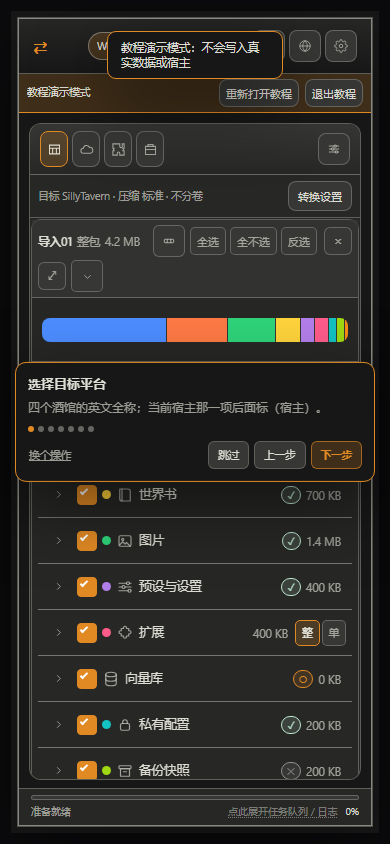 W
教程演示模式：不会写入真
实数据或宿主
教程演示模式
重新打开教程
退出教程
目标 SillyTavern · 压缩 标准 · 不分卷
转换设置
导入01 整包 4.2 MB
全选
全不选
反选
选择目标平台
四个酒馆的英文全称；当前宿主那一项后面标（宿主）。
换个操作
跳过
上一步
下一步
世界书 700 KB
图片 1.4 MB
预设与设置 400 KB
扩展 400 KB 整 单
向量库 0 KB
私有配置 200 KB
备份快照 200 KB
准备就绪
点此展开任务队列 / 日志 0%